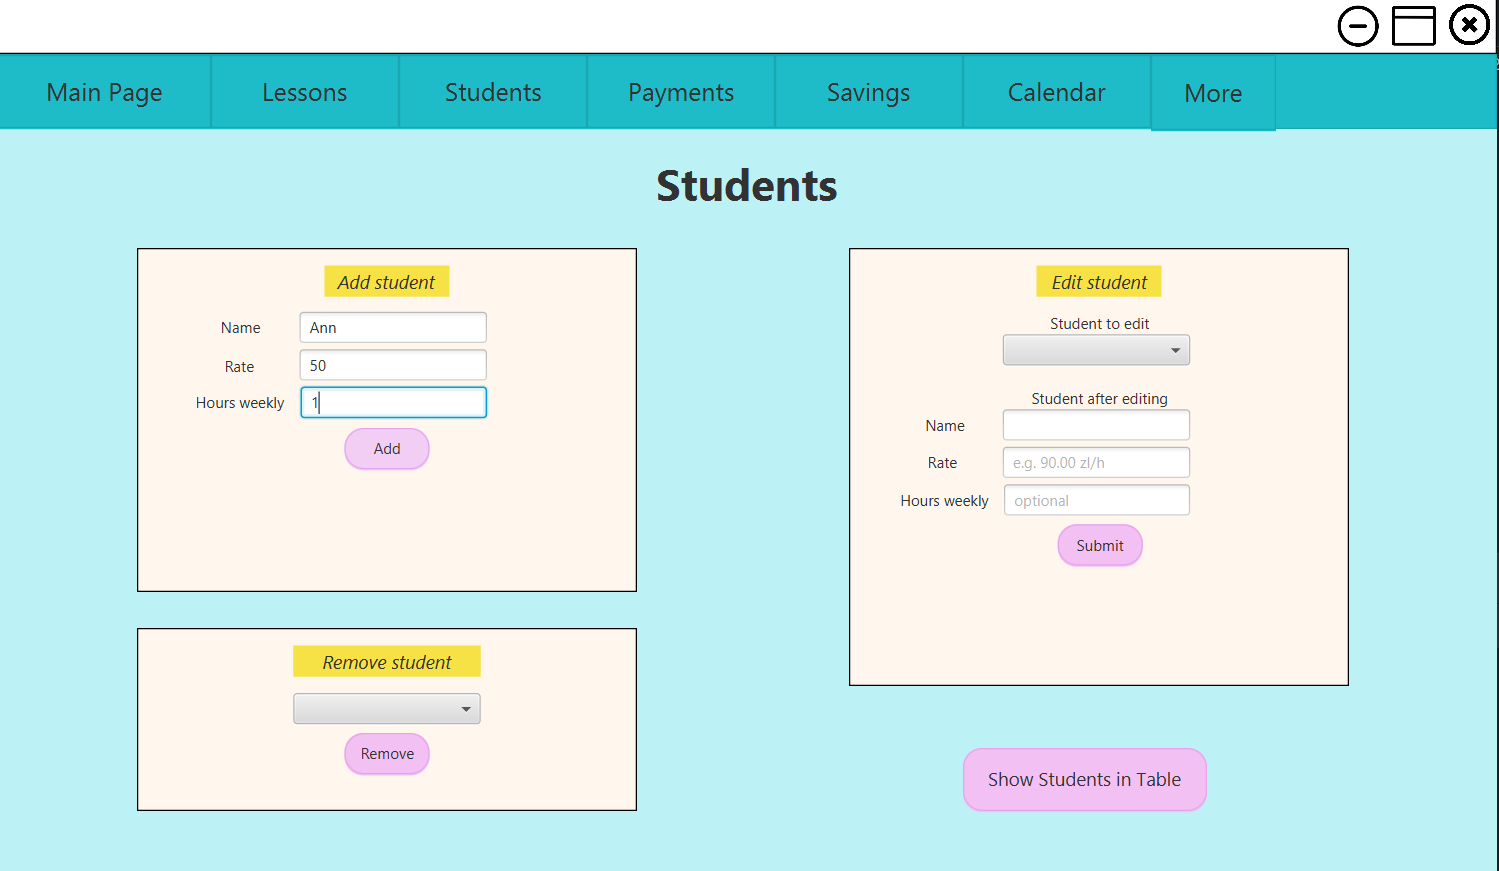 Main Page Lessons Students Payments Savings Calendar More
Students
Add student
Name Ann
Rate 50
Hours weekly 1
Add
Remove student
Remove
Edit student
Student to edit
Student after editing
Name
Rate e.g. 90.00 zl/h
Hours weekly optional
Submit
Show Students in Table